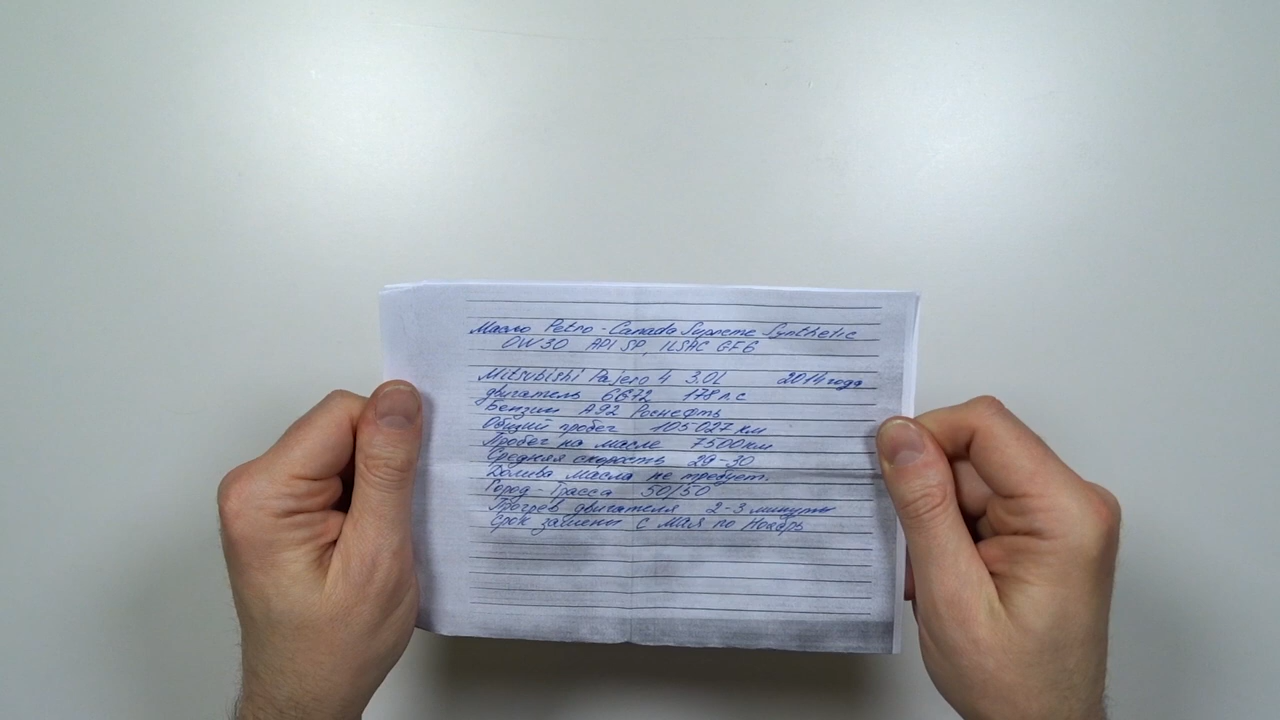 Масло Petro-Canada Supreme Synthetic
0W30 API SP, ILSAC GF6
Mitsubishi Pajero 4 3.0L 2014 года
двигатель 6G72 178 л.с
Бензин А92 Роснефть
Общий пробег 105027 км
Пробег на масле 7500 км
Средняя скорость 29-30
Долива масла не требует.
Город-Трасса 50/50
Прогрев двигателя 2-3 минуты
Срок замены с Мая по Ноябрь